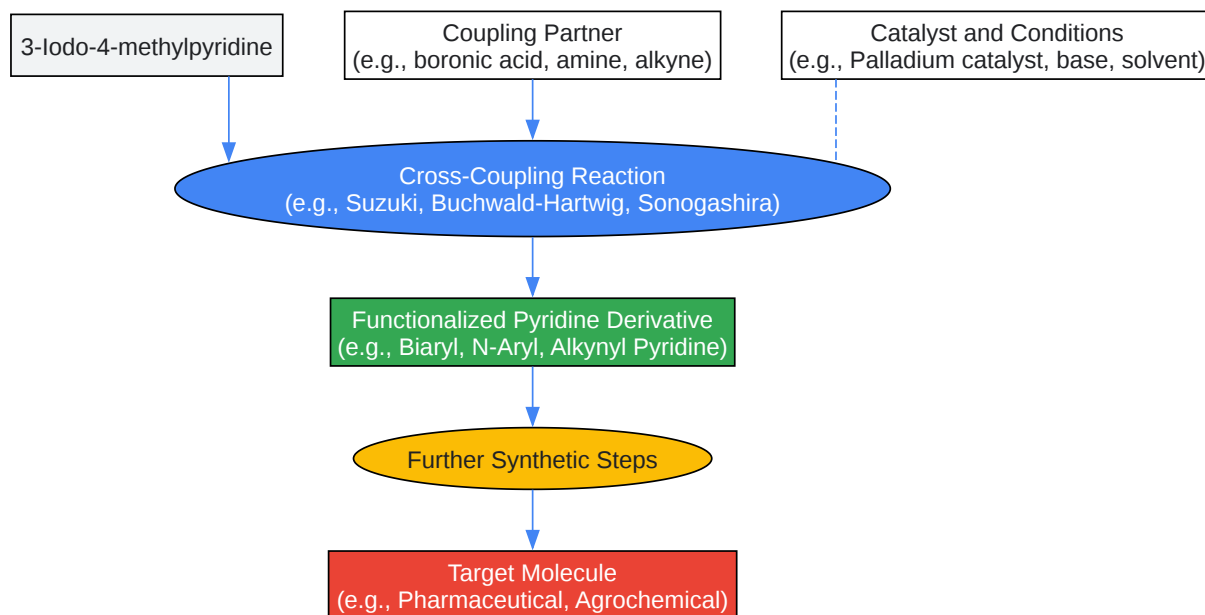 3-Iodo-4-methylpyridine
Coupling Partner
(e.g., boronic acid, amine, alkyne)
Catalyst and Conditions
(e.g., Palladium catalyst, base, solvent)
Cross-Coupling Reaction
(e.g., Suzuki, Buchwald-Hartwig, Sonogashira)
Functionalized Pyridine Derivative
(e.g., Biaryl, N-Aryl, Alkynyl Pyridine)
Further Synthetic Steps
Target Molecule
(e.g., Pharmaceutical, Agrochemical)